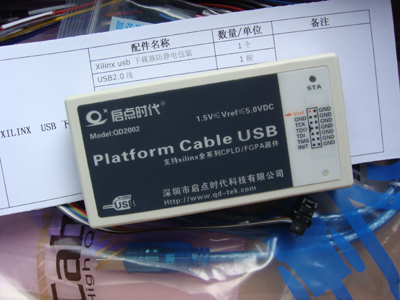 配件名称
数量/单位
备注
Xilinx usb 下载器防静电包装
1个
USB2.0 线
1根
XILINX USB 下
启点时代
Model:QD2002
1.5V≤Vref≤5.0VDC
STA
Platform Cable USB
支持xilinx全系列CPLD/FGPA器件
Vref GND
GND
TCK GND
TDO GND
TDI GND
TMS GND
INIT GND
深圳市启点时代科技有限公司
Http://www.qd-tek.com
USB